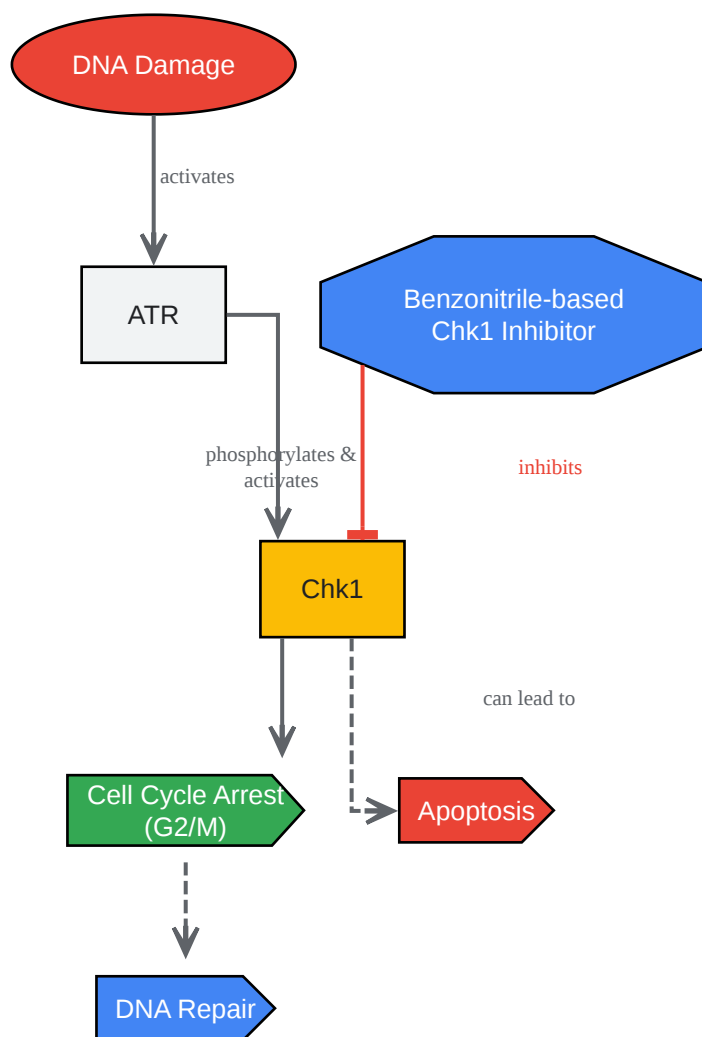 DNA Damage
activates
ATR
Benzonitrile-based
Chk1 Inhibitor
phosphorylates &
activates
inhibits
Chk1
can lead to
Cell Cycle Arrest
(G2/M)
Apoptosis
DNA Repair